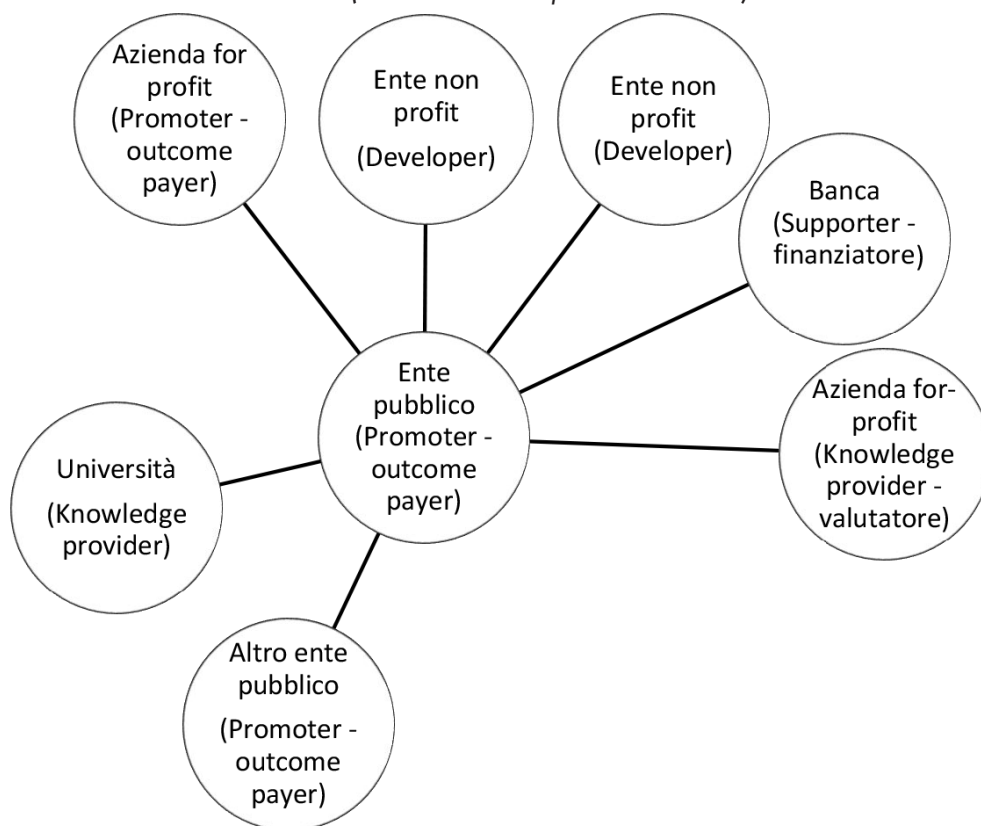 Azienda for
profit
(Promoter -
outcome
payer)
Ente non
profit
(Developer)
Ente non
profit
(Developer)
Banca
(Supporter -
finanziatore)
Ente
pubblico
(Promoter -
outcome
payer)
Azienda for-
profit
(Knowledge
provider -
valutatore)
Università
(Knowledge
provider)
Altro ente
pubblico
(Promoter -
outcome
payer)